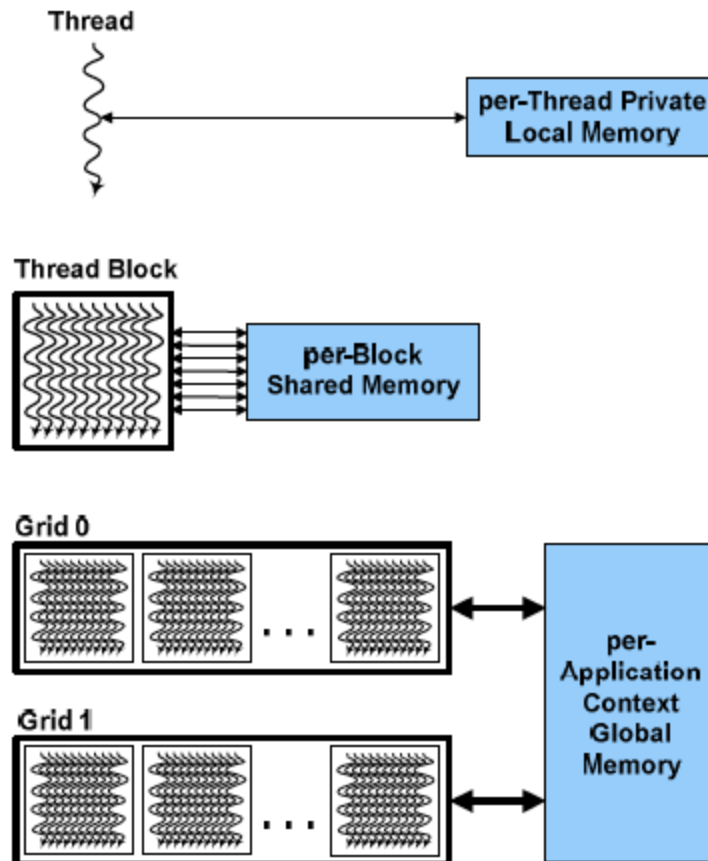 Thread
per-Thread Private
Local Memory
Thread Block
per-Block
Shared Memory
Grid 0
. . .
per-
Application
Context
Global
Memory
Grid 1
. . .